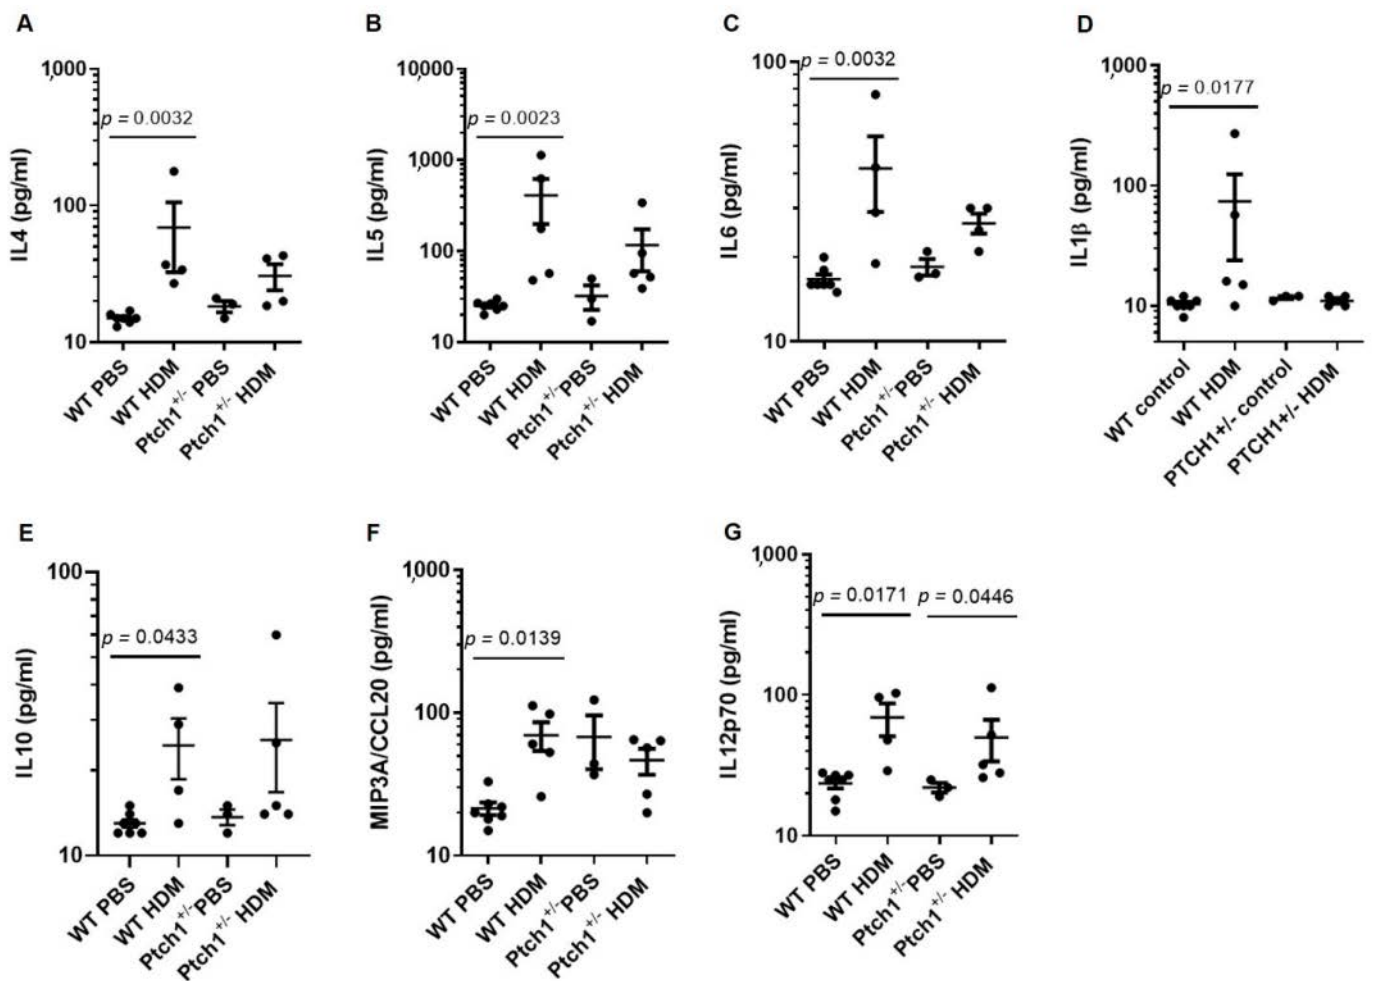 A
IL4 (pg/ml)
1,000
100
10
p = 0.0032
WT PBS
WT HDM
Ptch1+/- PBS
Ptch1+/- HDM
B
IL5 (pg/ml)
10,000
1,000
100
10
p = 0.0023
WT PBS
WT HDM
Ptch1+/- PBS
Ptch1+/- HDM
C
IL6 (pg/ml)
100
10
p = 0.0032
WT PBS
WT HDM
Ptch1+/- PBS
Ptch1+/- HDM
D
IL1β (pg/ml)
1,000
100
10
p = 0.0177
WT control
WT HDM
PTCH1+/- control
PTCH1+/- HDM
E
IL10 (pg/ml)
100
10
p = 0.0433
WT PBS
WT HDM
Ptch1+/- PBS
Ptch1+/- HDM
F
MIP3A/CCL20 (pg/ml)
1,000
100
10
p = 0.0139
WT PBS
WT HDM
Ptch1+/- PBS
Ptch1+/- HDM
G
IL12p70 (pg/ml)
1,000
100
10
p = 0.0171 p = 0.0446
WT PBS
WT HDM
Ptch1+/- PBS
Ptch1+/- HDM